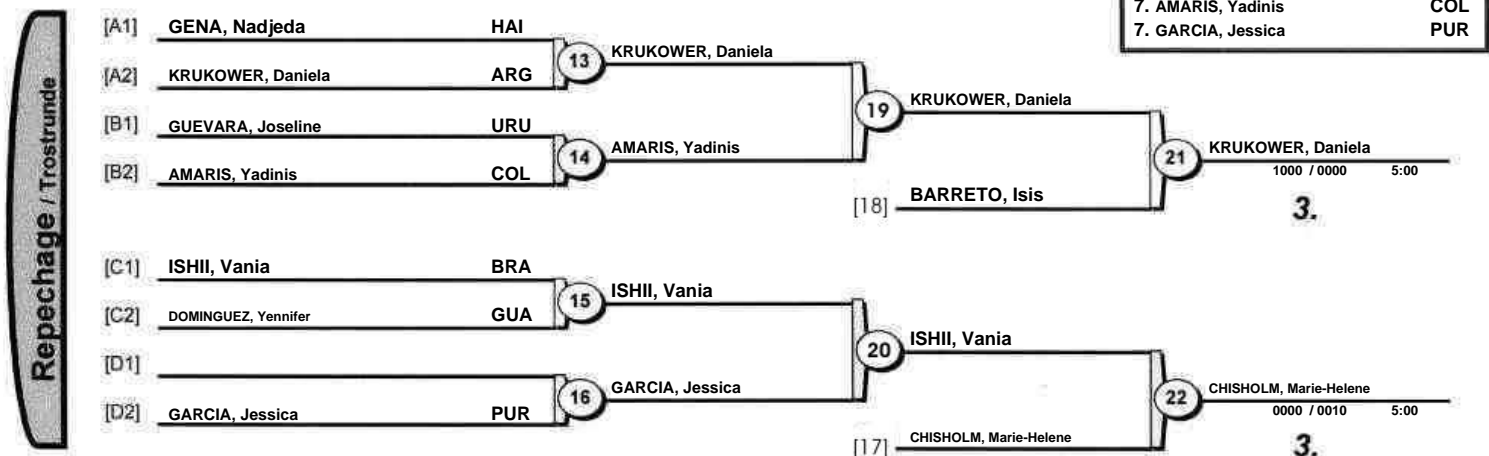 7. AMARIS, Yadinis COL
7. GARCIA, Jessica PUR
Repechage / Trostrunde
[A1] GENA, Nadjeda HAI
13 KRUKOWER, Daniela
[A2] KRUKOWER, Daniela ARG
19 KRUKOWER, Daniela
[B1] GUEVARA, Joseline URU
14 AMARIS, Yadinis
[B2] AMARIS, Yadinis COL
21 KRUKOWER, Daniela
1000 / 0000 5:00
[18] BARRETO, Isis
3.
[C1] ISHII, Vania BRA
15 ISHII, Vania
[C2] DOMINGUEZ, Yennifer GUA
20 ISHII, Vania
[D1]
16 GARCIA, Jessica
[D2] GARCIA, Jessica PUR
22 CHISHOLM, Marie-Helene
0000 / 0010 5:00
[17] CHISHOLM, Marie-Helene
3.